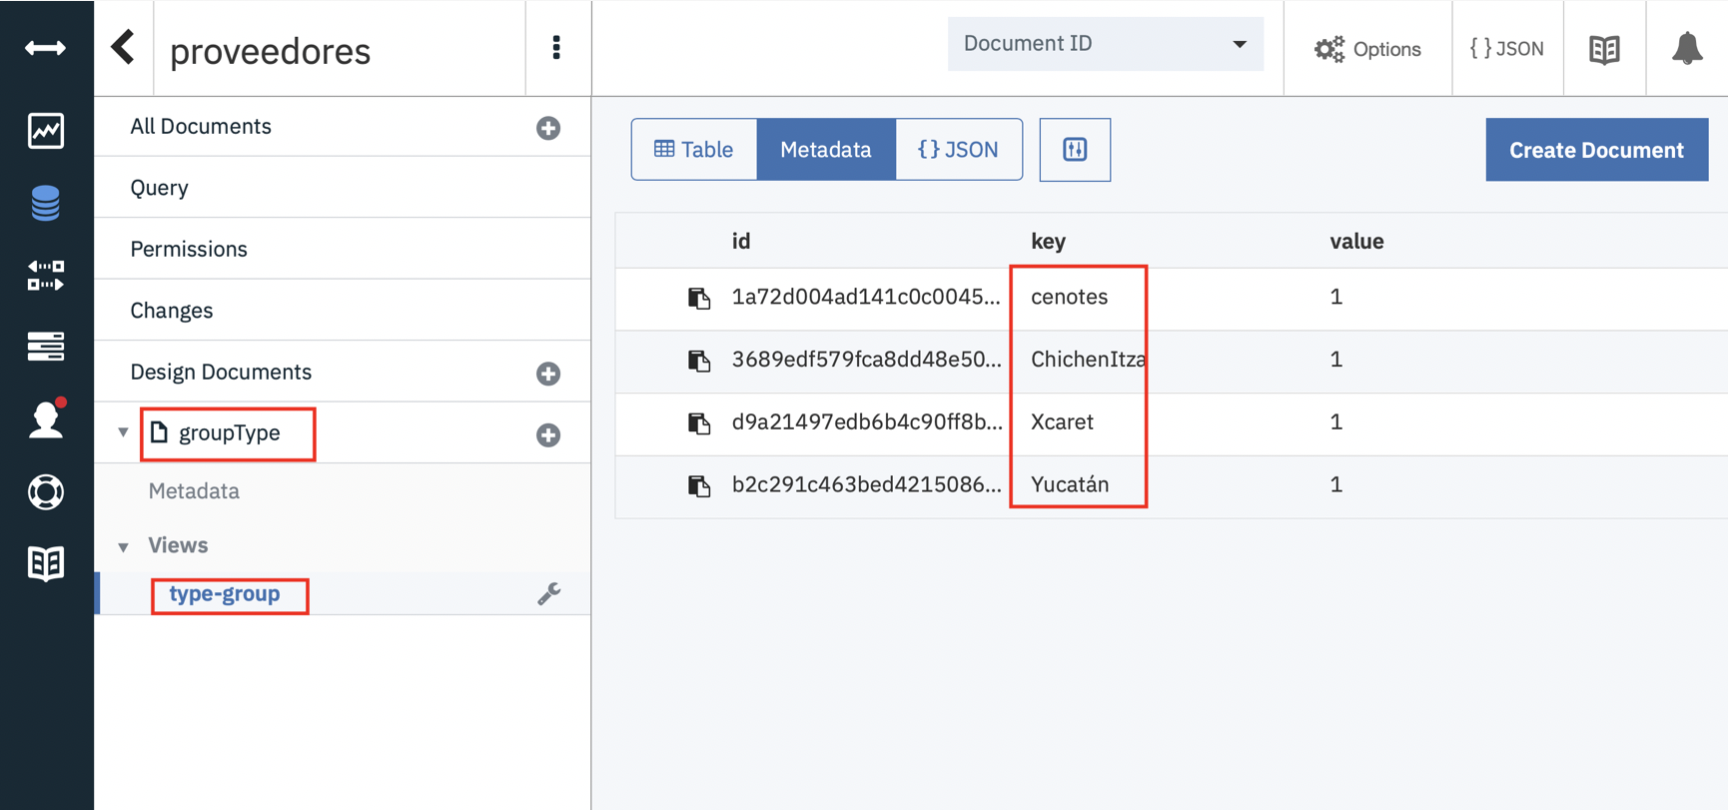 proveedores
Document ID
Options
{ } JSON
All Documents
Query
Permissions
Changes
Design Documents
groupType
Metadata
Views
type-group
Table
Metadata
{ } JSON
Create Document
id key value
1a72d004ad141c0c0045... cenotes 1
3689edf579fca8dd48e50... ChichenItza 1
d9a21497edb6b4c90ff8b... Xcaret 1
b2c291c463bed4215086... Yucatán 1